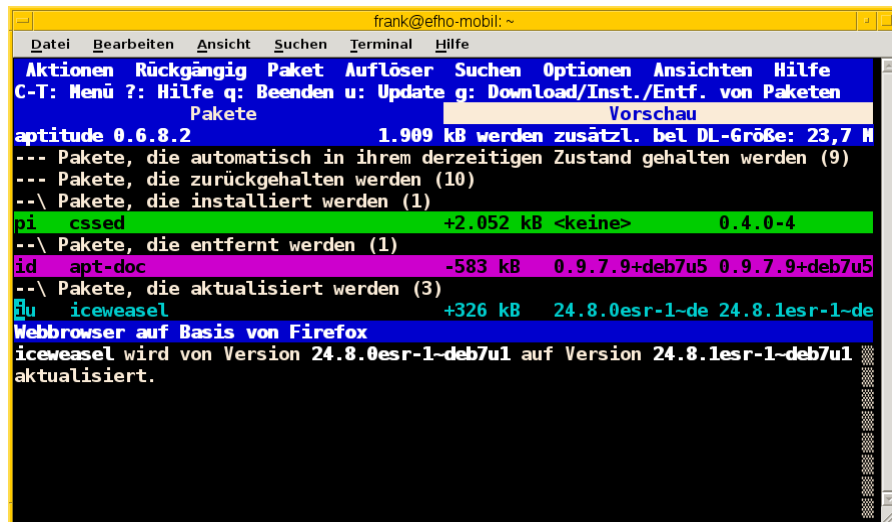 frank@efho-mobil: ~
Datei Bearbeiten Ansicht Suchen Terminal Hilfe
Aktionen Rückgängig Paket Auflöser Suchen Optionen Ansichten Hilfe
C-T: Menü ?: Hilfe q: Beenden u: Update g: Download/Inst./Entf. von Paketen
Pakete Vorschau
aptitude 0.6.8.2 1.909 kB werden zusätzl. bel DL-Größe: 23,7 M
--- Pakete, die automatisch in ihrem derzeitigen Zustand gehalten werden (9)
--- Pakete, die zurückgehalten werden (10)
--\ Pakete, die installiert werden (1)
pi cssed +2.052 kB <keine> 0.4.0-4
--\ Pakete, die entfernt werden (1)
id apt-doc -583 kB 0.9.7.9+deb7u5 0.9.7.9+deb7u5
--\ Pakete, die aktualisiert werden (3)
iu iceweasel +326 kB 24.8.0esr-1~de 24.8.1esr-1~de
Webbrowser auf Basis von Firefox
iceweasel wird von Version 24.8.0esr-1~deb7u1 auf Version 24.8.1esr-1~deb7u1
aktualisiert.